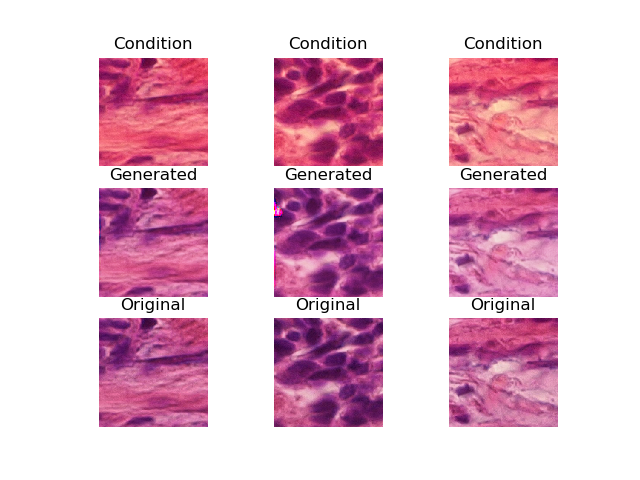 Condition Condition Condition
Generated Generated Generated
Original Original Original